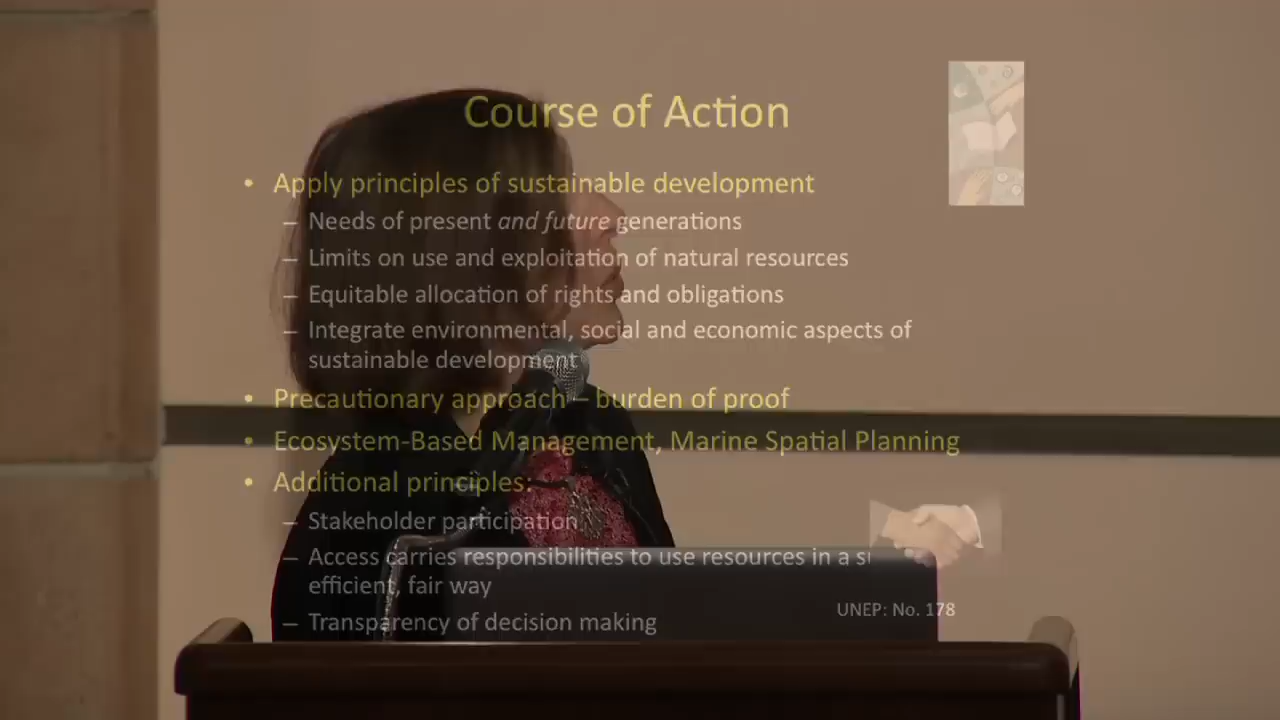 Course of Action
• Apply principles of sustainable development
– Needs of present and future generations
– Limits on use and exploitation of natural resources
– Equitable allocation of rights and obligations
– Integrate environmental, social and economic aspects of
sustainable development
• Precautionary approach – burden of proof
• Ecosystem-Based Management, Marine Spatial Planning
• Additional principles:
– Stakeholder participation
– Access carries responsibilities to use resources in a
efficient, fair way
– Transparency of decision making
UNEP: No. 178